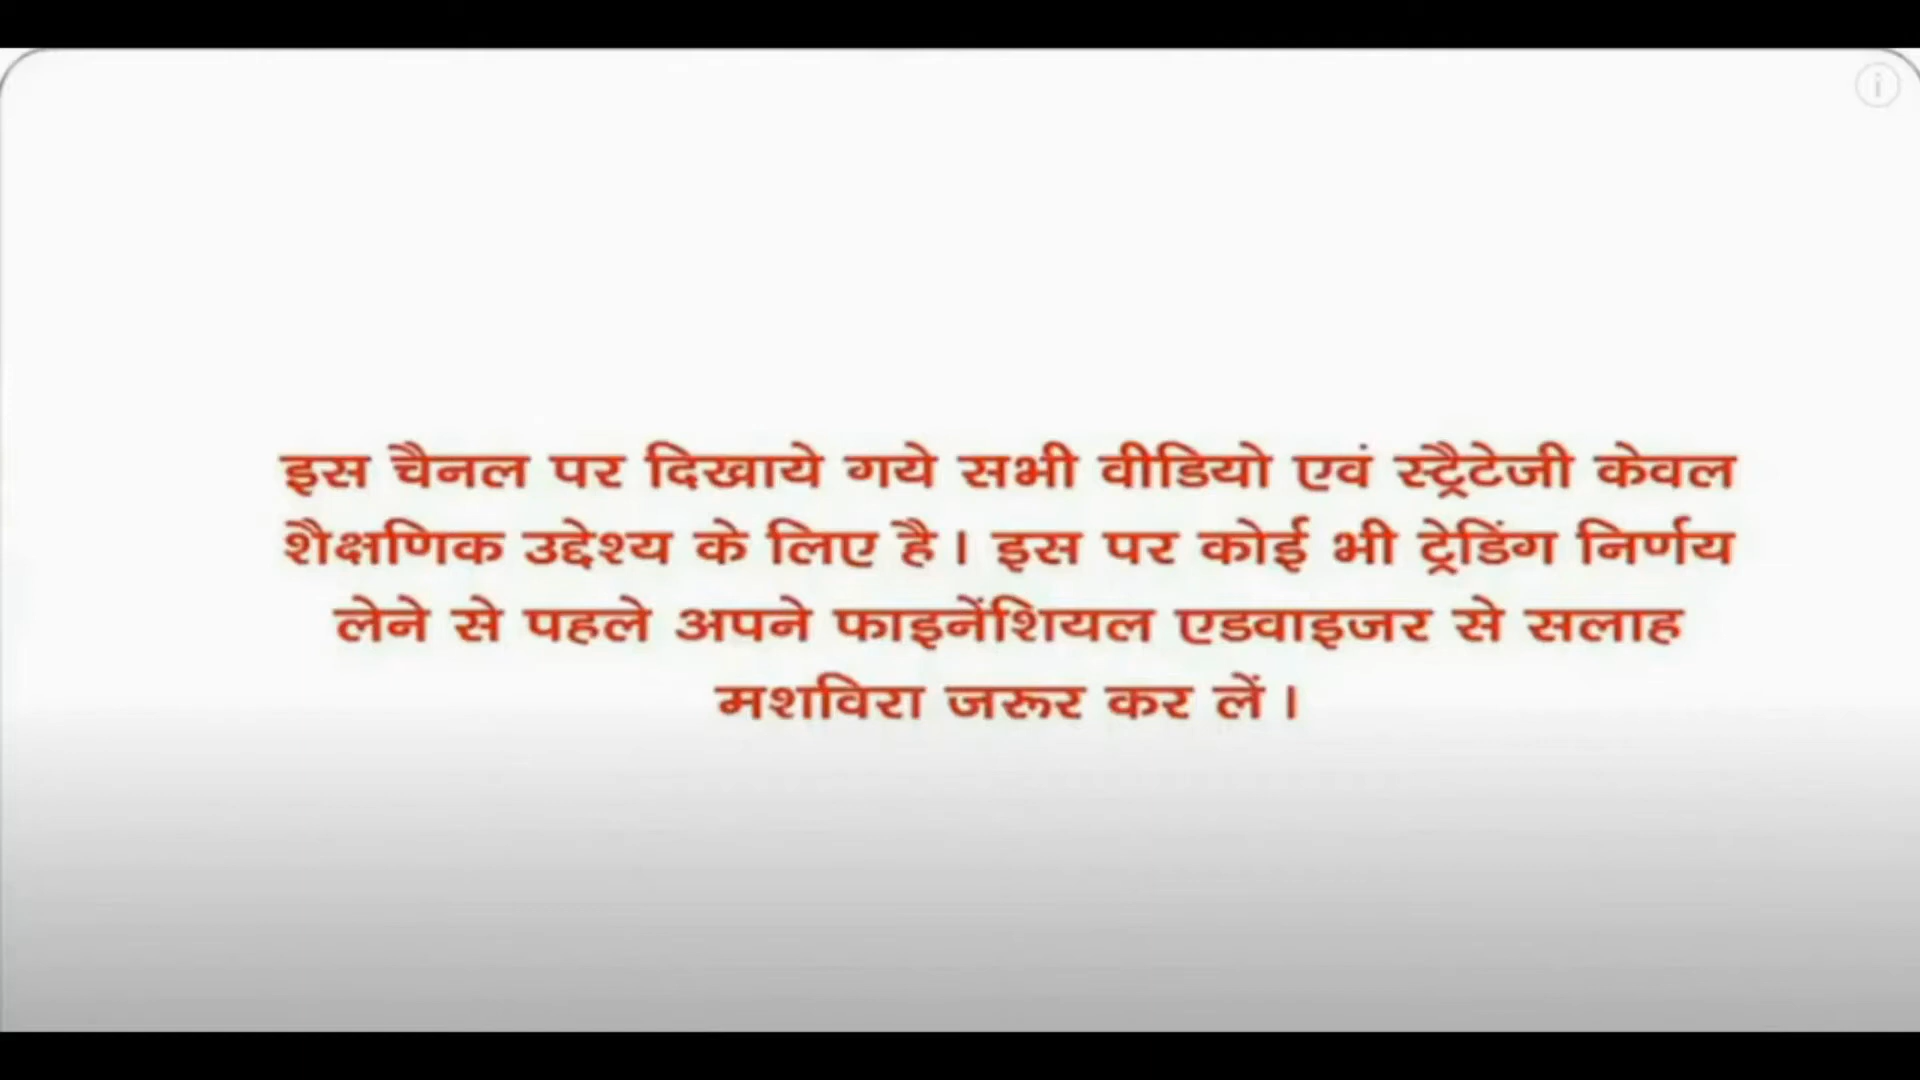 इस चैनल पर दिखाये गये सभी वीडियो एवं स्ट्रैटेजी केवल
शैक्षणिक उद्देश्य के लिए है । इस पर कोई भी ट्रेडिंग निर्णय
लेने से पहले अपने फाइनेंशियल एडवाइजर से सलाह
मशविरा जरूर कर लें ।